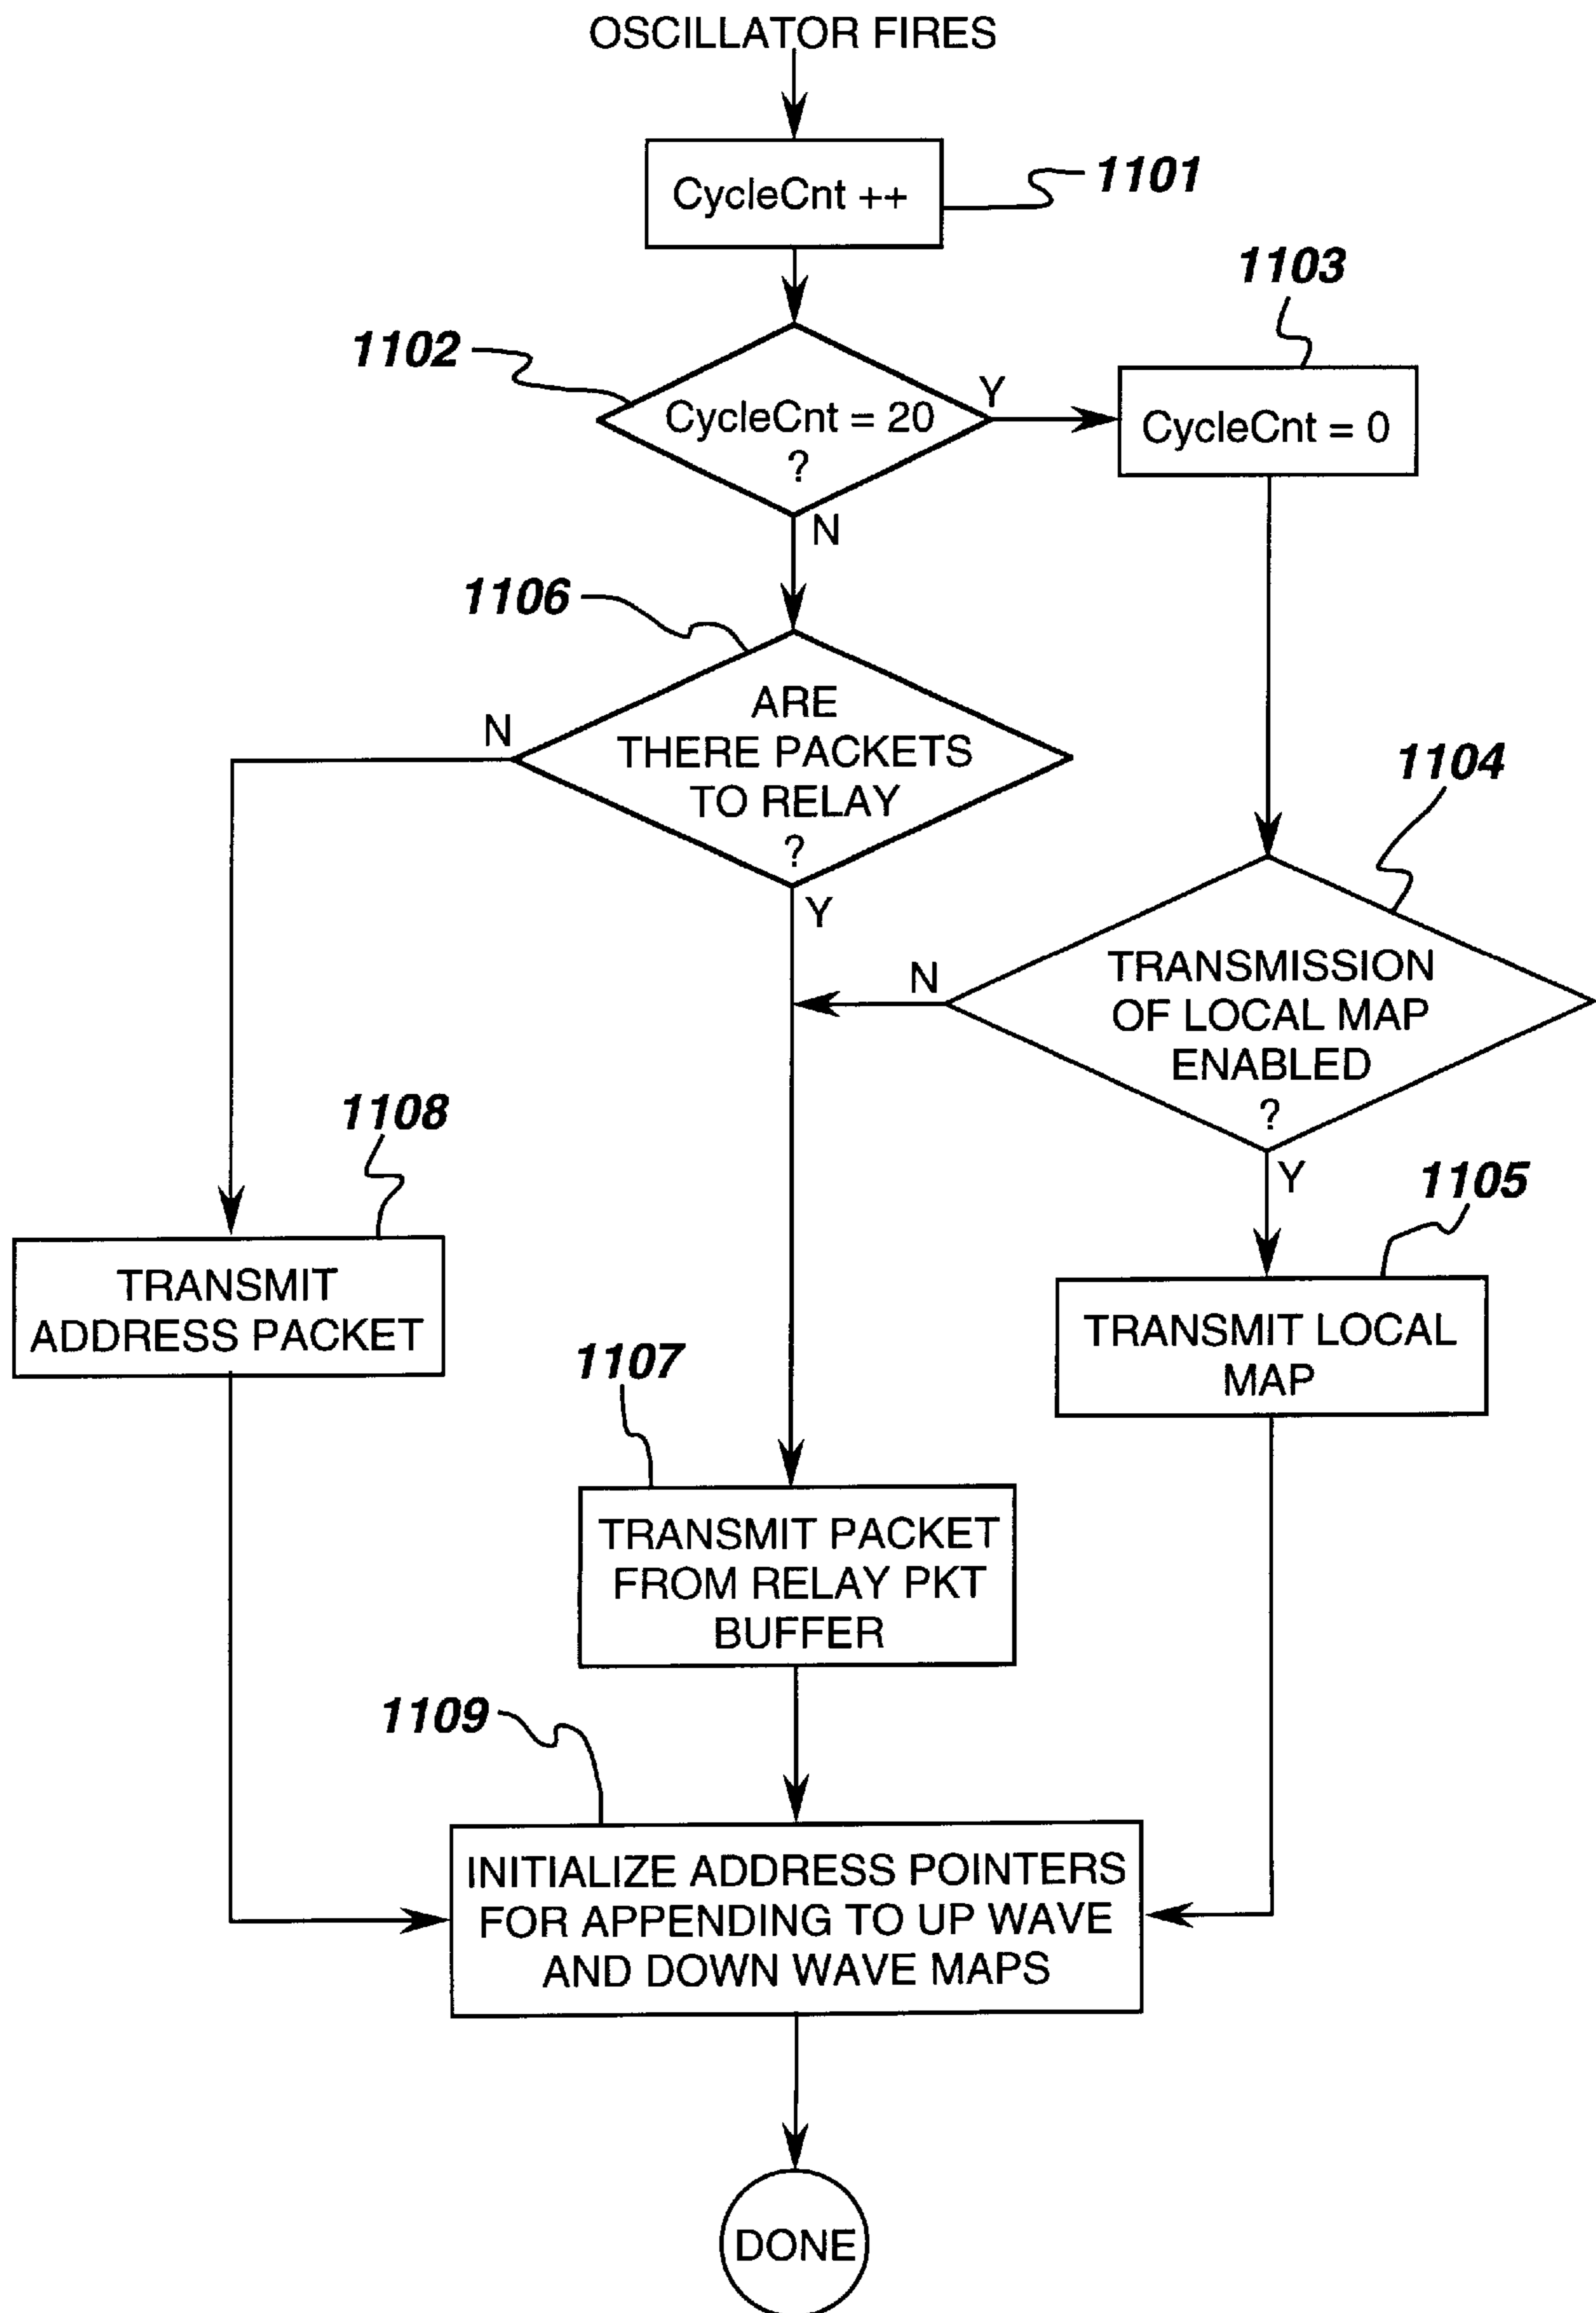 OSCILLATOR FIRES
CycleCnt ++
1101
1103
1102
CycleCnt = 20
?
Y
CycleCnt = 0
N
1106
ARE
THERE PACKETS
TO RELAY
?
N
Y
1104
TRANSMISSION
OF LOCAL MAP
ENABLED
?
N
Y
1108
TRANSMIT
ADDRESS PACKET
1105
TRANSMIT LOCAL
MAP
1107
TRANSMIT PACKET
FROM RELAY PKT
BUFFER
1109
INITIALIZE ADDRESS POINTERS
FOR APPENDING TO UP WAVE
AND DOWN WAVE MAPS
DONE